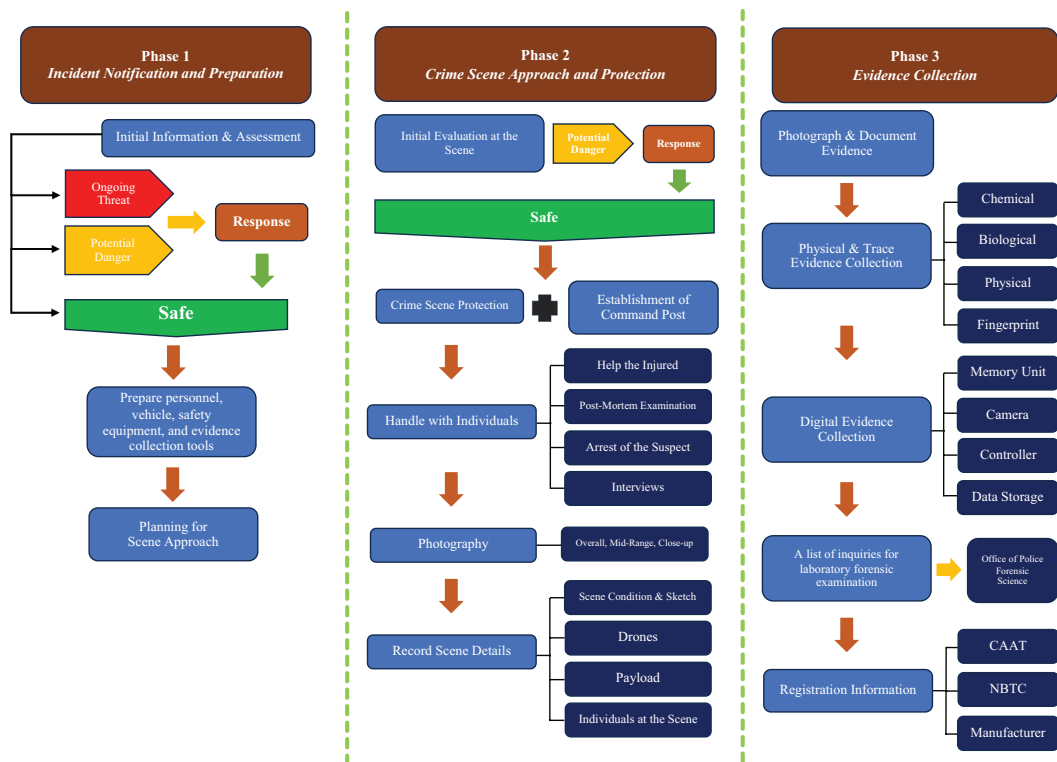 Phase 1
Incident Notification and Preparation
Initial Information & Assessment
Ongoing
Threat
Potential
Danger
Response
Safe
Prepare personnel,
vehicle, safety
equipment, and evidence
collection tools
Planning for
Scene Approach
Phase 2
Crime Scene Approach and Protection
Initial Evaluation at the
Scene
Potential
Danger
Response
Safe
Crime Scene Protection
Establishment of
Command Post
Handle with Individuals
Help the Injured
Post-Mortem Examination
Arrest of the Suspect
Interviews
Photography
Overall, Mid-Range, Close-up
Record Scene Details
Scene Condition & Sketch
Drones
Payload
Individuals at the Scene
Phase 3
Evidence Collection
Photograph & Document
Evidence
Physical & Trace
Evidence Collection
Chemical
Biological
Physical
Fingerprint
Digital Evidence
Collection
Memory Unit
Camera
Controller
Data Storage
A list of inquiries for
laboratory forensic
examination
Office of Police
Forensic
Science
Registration Information
CAAT
NBTC
Manufacturer